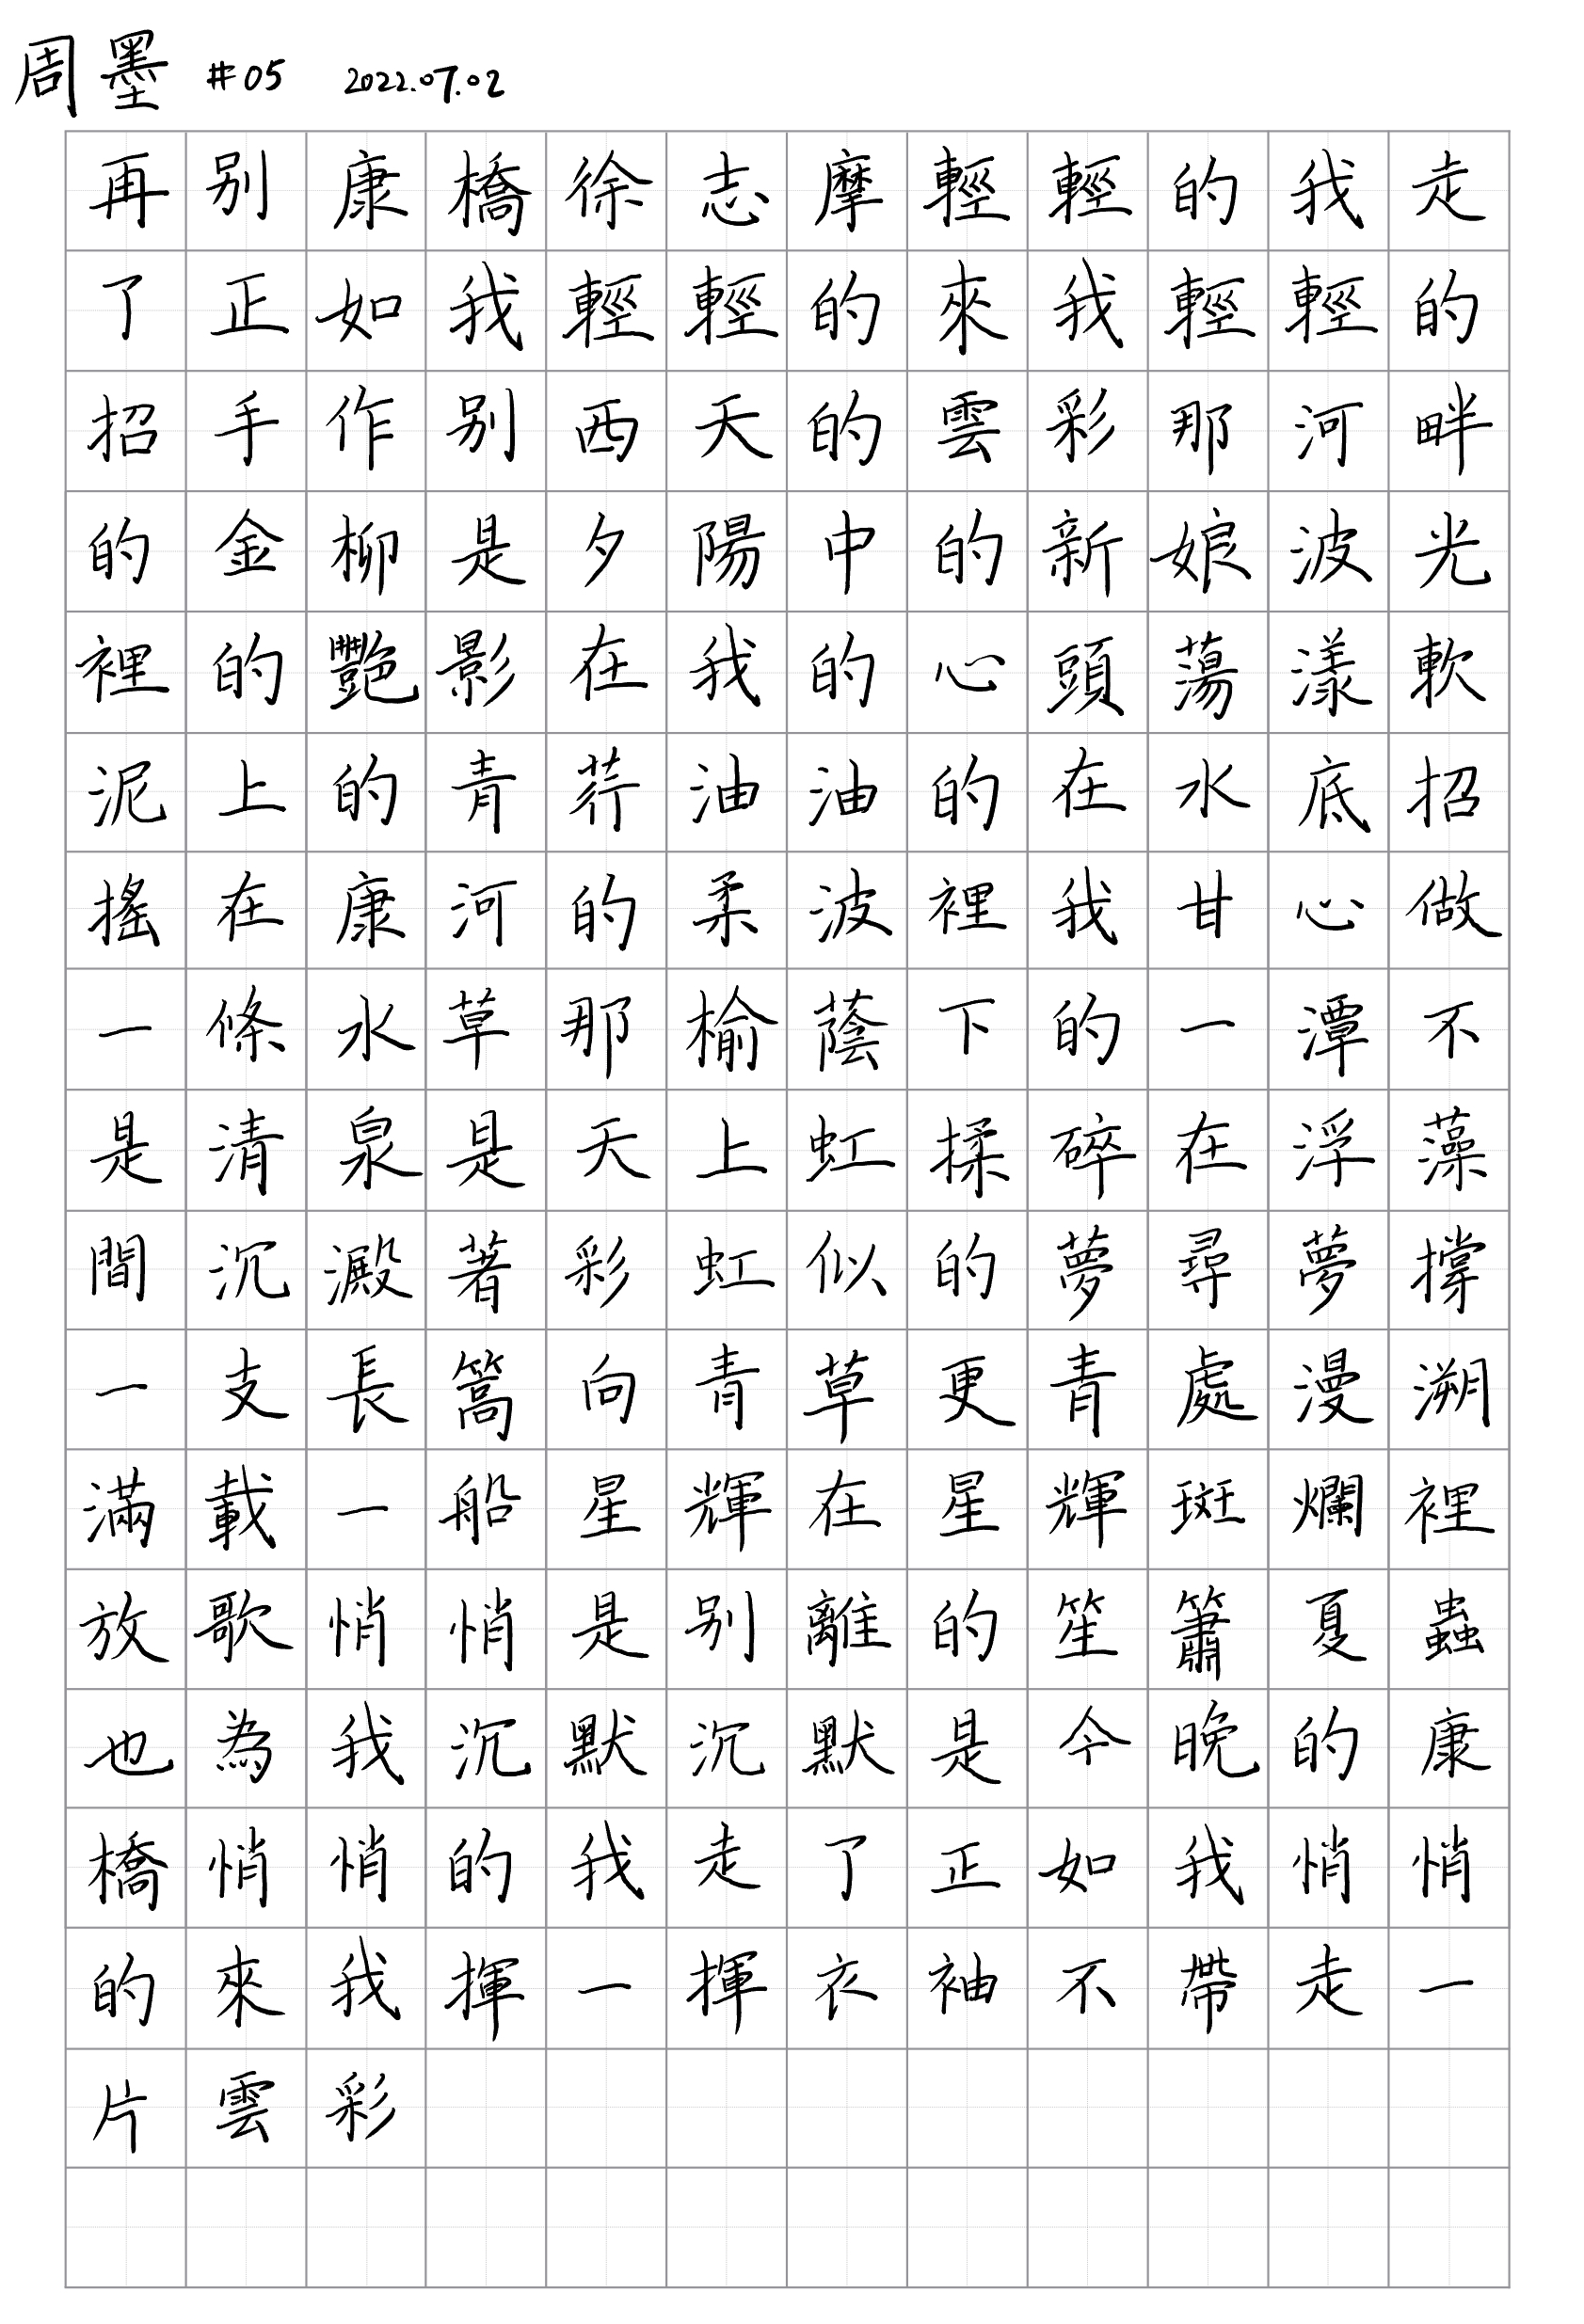 周墨 #05 2022.07.02
再別康橋徐志摩輕輕的我走
了正如我輕輕的來我輕輕的
招手作別西天的雲彩那河畔
的金柳是夕陽中的新娘波光
裡的艷影在我的心頭蕩漾軟
泥上的青荇油油的在水底招
搖在康河的柔波裡我甘心做
一條水草那榆蔭下的一潭不
是清泉是天上虹揉碎在浮藻
間沉澱著彩虹似的夢尋夢撐
一支長篙向青草更青處漫溯
滿載一船星輝在星輝斑斕裡
放歌悄悄是別離的笙簫夏蟲
也為我沉默沉默是今晚的康
橋悄悄的我走了正如我悄悄
的來我揮一揮衣袖不帶走一
片雲彩